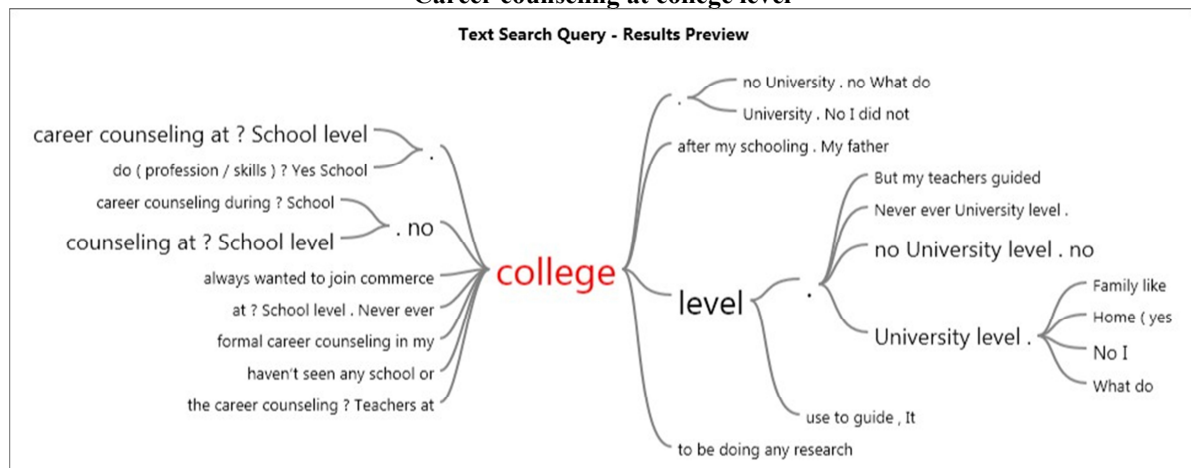 Career counseling at college level
Text Search Query - Results Preview
career counseling at ? School level
do ( profession / skills ) ? Yes School
.
career counseling during ? School
counseling at ? School level
. no
always wanted to join commerce
at ? School level . Never ever
formal career counseling in my
haven't seen any school or
the career counseling ? Teachers at
college
.
no University . no What do
University . No I did not
after my schooling . My father
level
.
But my teachers guided
Never ever University level .
no University level . no
University level .
Family like
Home ( yes
No I
What do
use to guide , It
to be doing any research